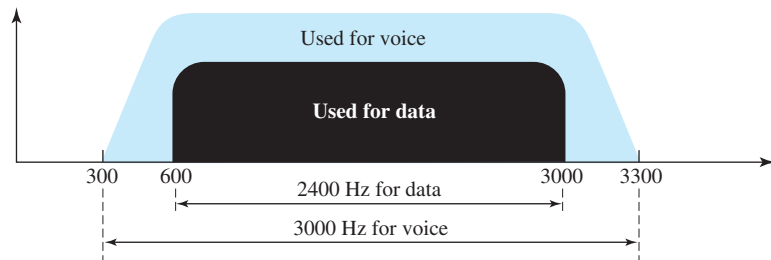 Used for voice
Used for data
300 600 3000 3300
2400 Hz for data
3000 Hz for voice